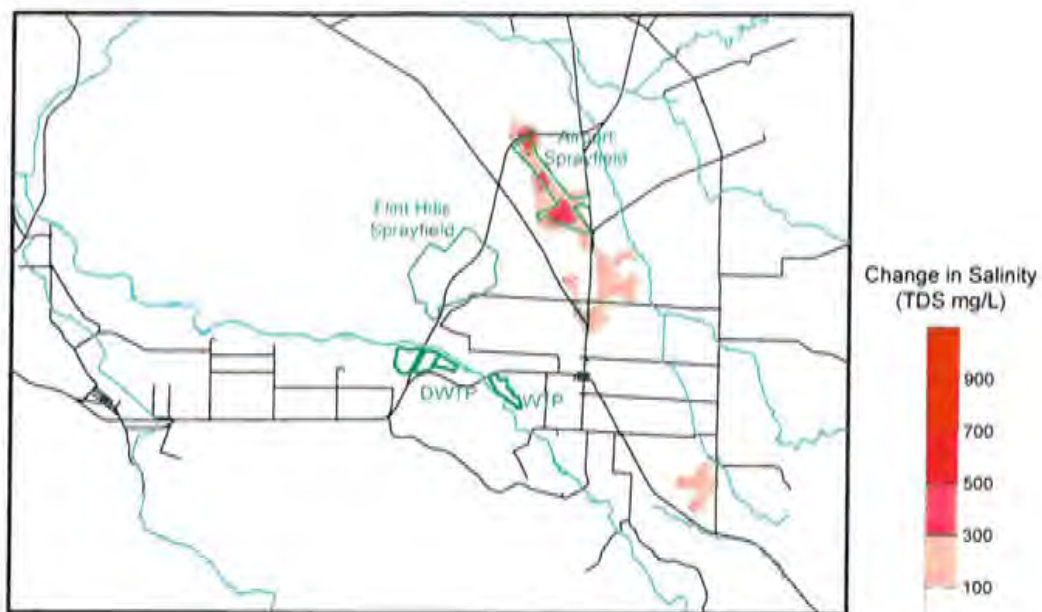 Airport
Sprayfield
Flint Hills
Sprayfield
DWTP
WTP
Change in Salinity
(TDS mg/L)
900
700
500
300
100